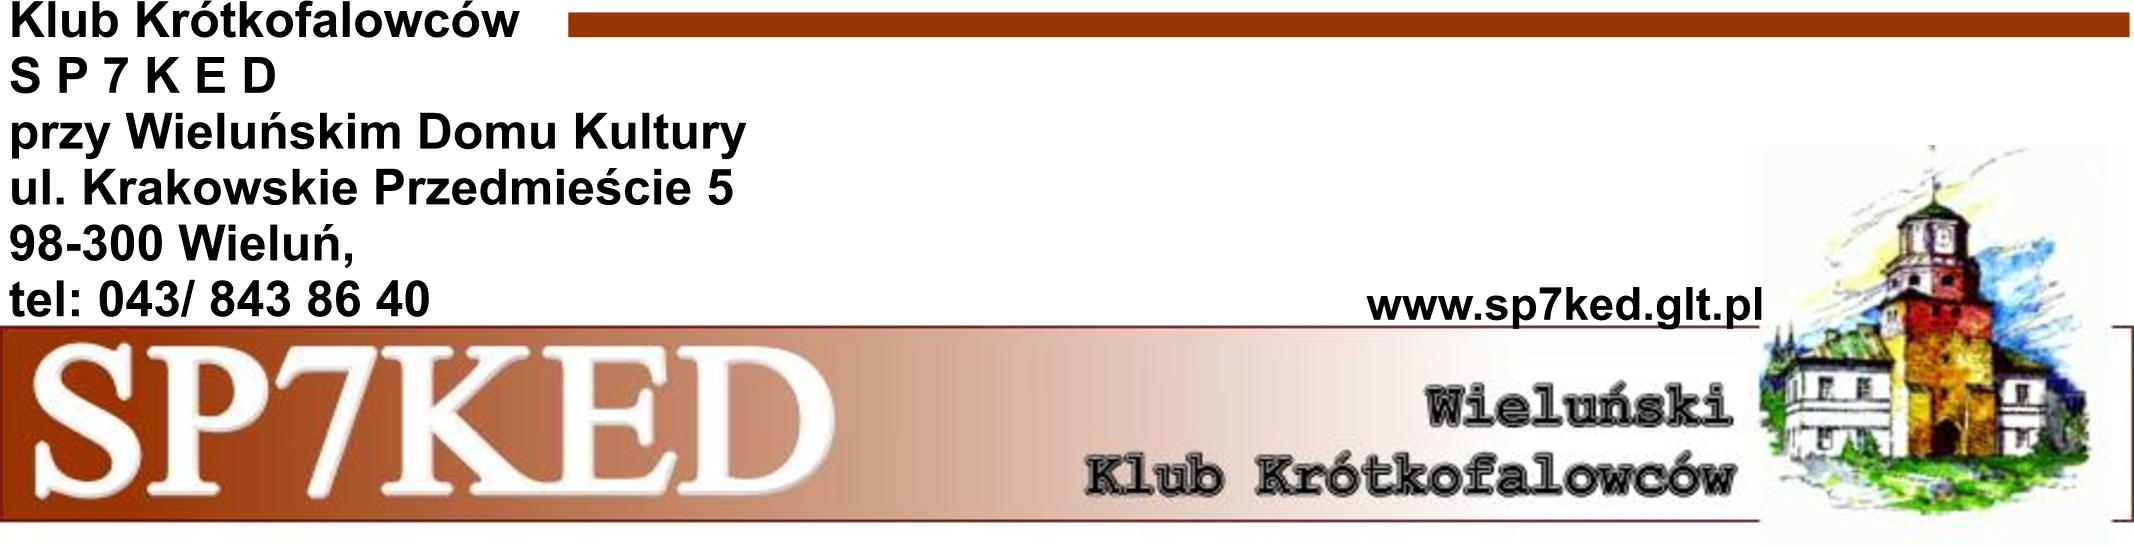 Klub Krótkofalowców
S P 7 K E D
przy Wieluńskim Domu Kultury
ul. Krakowskie Przedmieście 5
98-300 Wieluń,
tel: 043/ 843 86 40
www.sp7ked.glt.pl
SP7KED
Wieluński
Klub Krótkofalowców